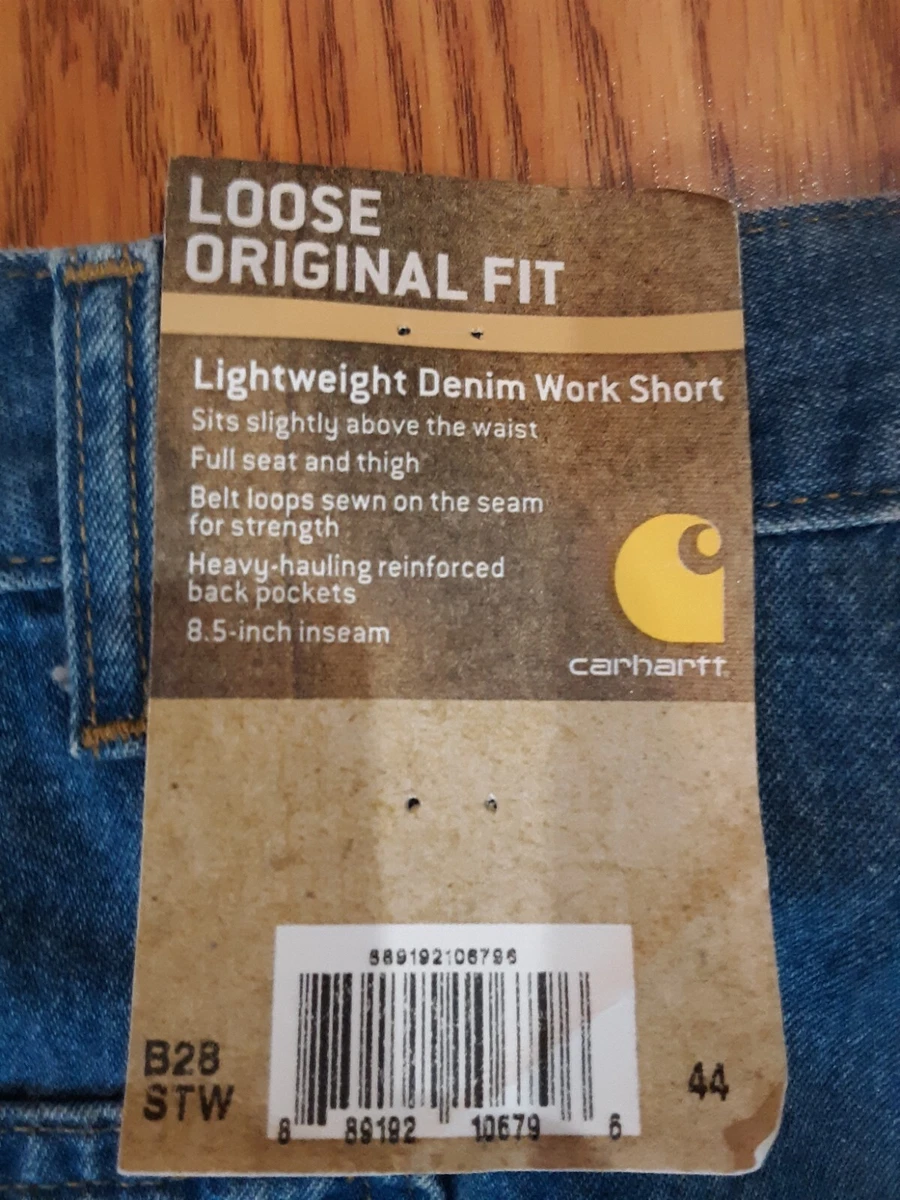 LOOSE
ORIGINAL FIT
Lightweight Denim Work Short
Sits slightly above the waist
Full seat and thigh
Belt loops sewn on the seam
for strength
Heavy-hauling reinforced
back pockets
8.5-inch inseam
carhartt
889192106796
B28
STW
44
8 89192 10679 6